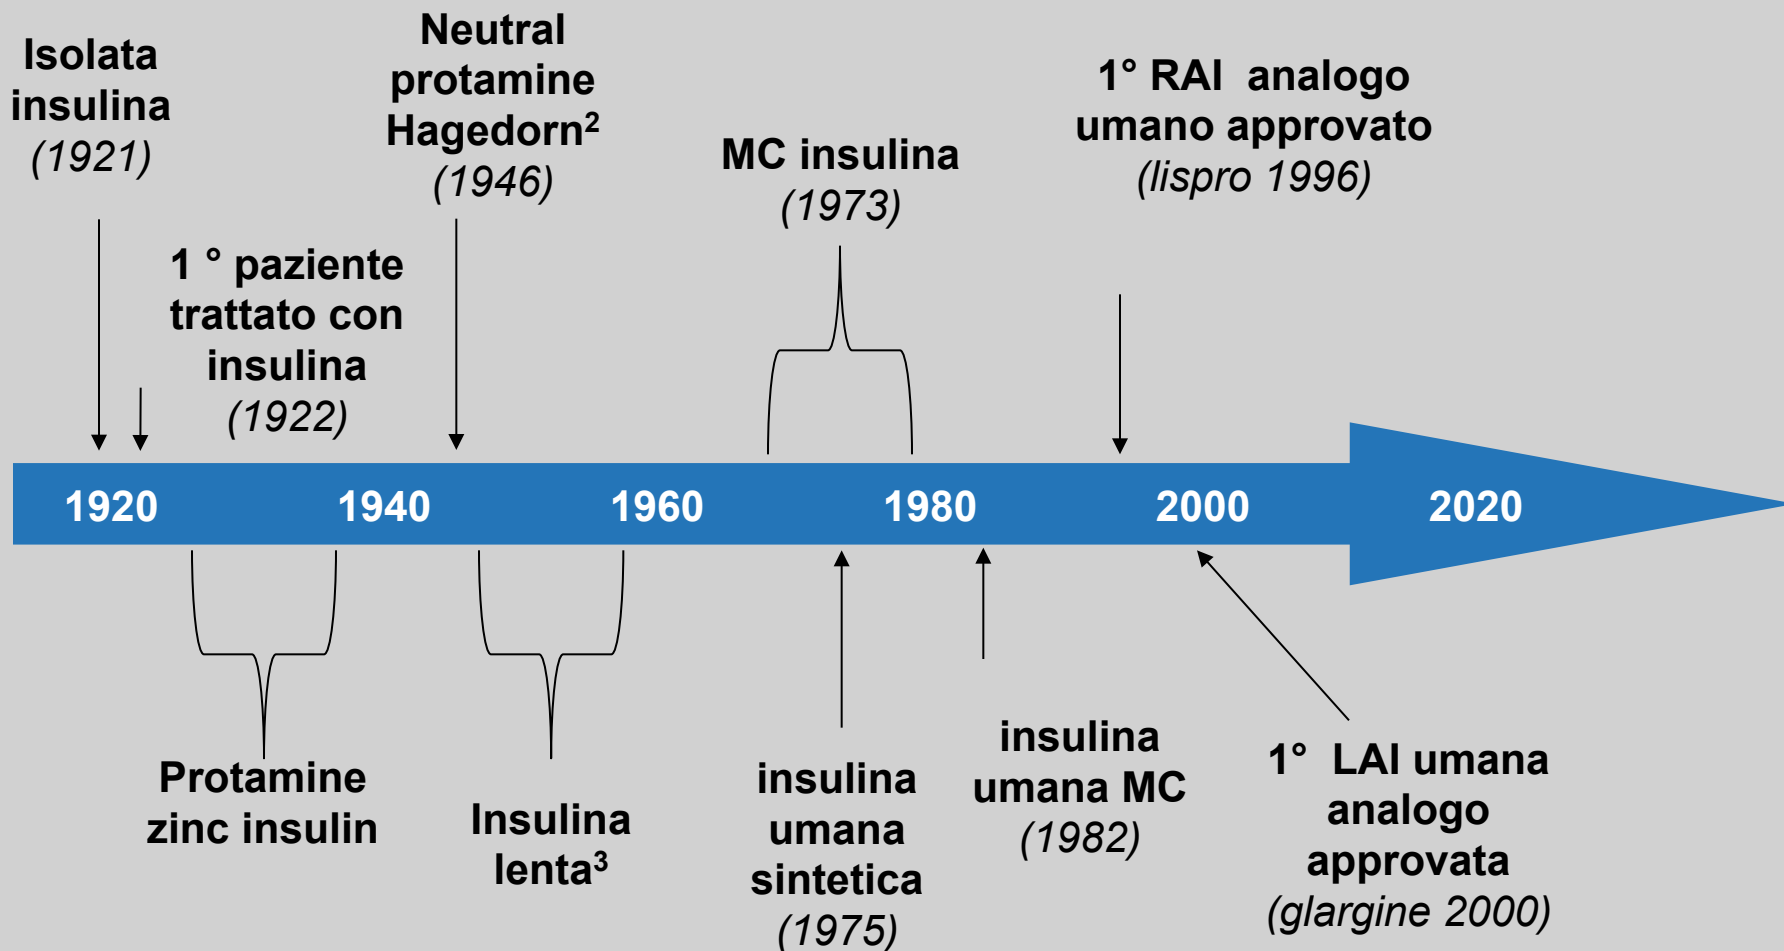 Isolata
insulina
(1921)
1 ° paziente
trattato con
insulina
(1922)
Neutral
protamine
Hagedorn²
(1946)
MC insulina
(1973)
1° RAI analogo
umano approvato
(lispro 1996)
1920 1940 1960 1980 2000 2020
Protamine
zinc insulin
Insulina
lenta³
insulina
umana
sintetica
(1975)
insulina
umana MC
(1982)
1° LAI umana
analogo
approvata
(glargine 2000)